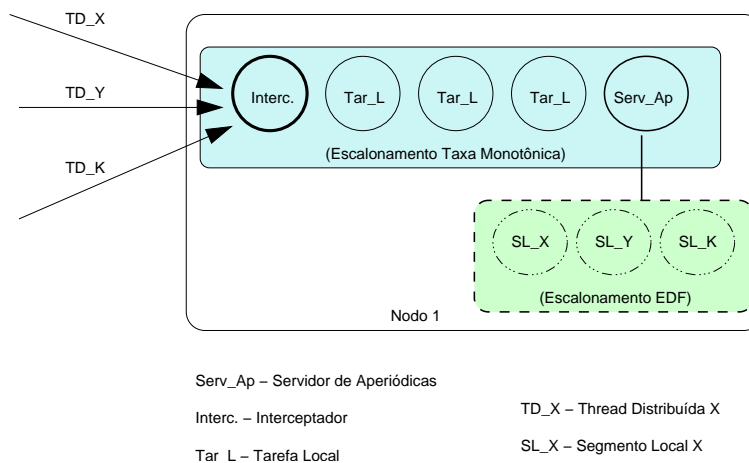 TD_X
TD_Y
TD_K
Interc.
Tar_L
Tar_L
Tar_L
Serv_Ap
(Escalonamento Taxa Monotônica)
SL_X
SL_Y
SL_K
(Escalonamento EDF)
Nodo 1
Serv_Ap – Servidor de Aperiódicas
Interc. – Interceptador
Tar_L – Tarefa Local
TD_X – Thread Distribuída X
SL_X – Segmento Local X